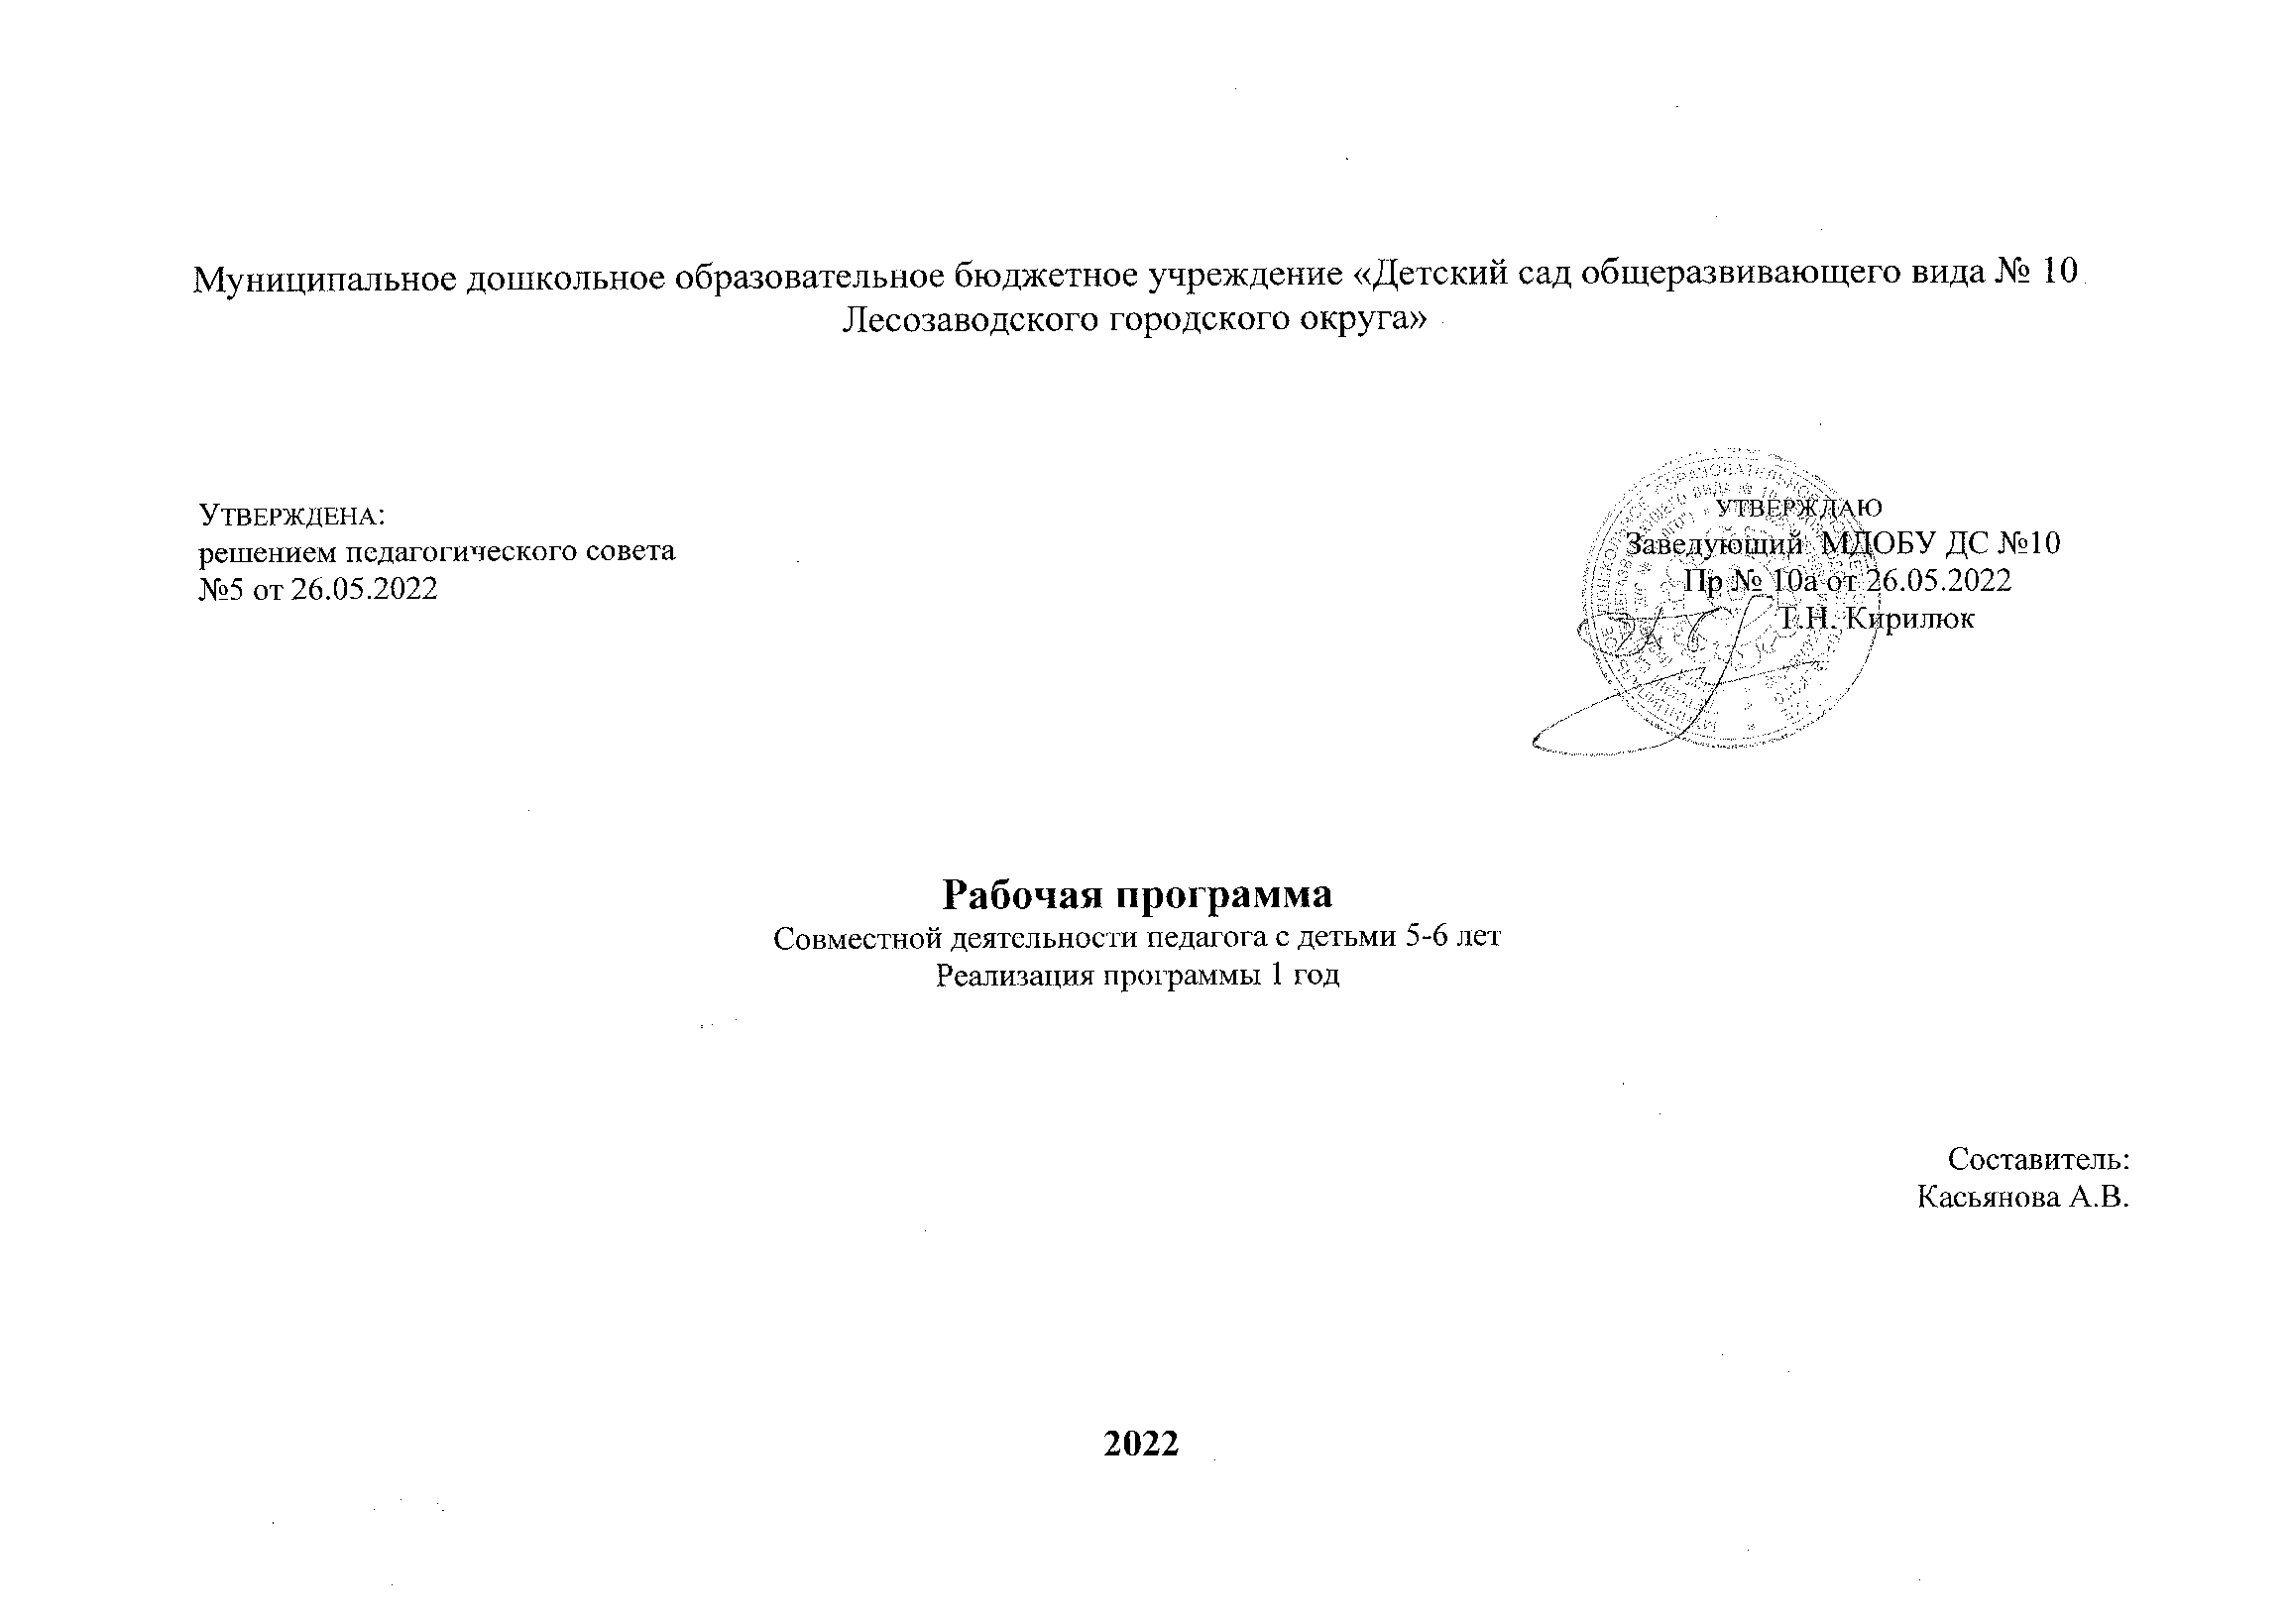 Муниципальное дошкольное образовательное бюджетное учреждение «Детский сад общеразвивающего вида № 10
Лесозаводского городского округа»
УТВЕРЖДЕНА:
решением педагогического совета
№5 от 26.05.2022
УТВЕРЖДАЮ
Заведующий МДОБУ ДС №10
Пр № 10а от 26.05.2022
Т.Н. Кирилюк
Рабочая программа
Совместной деятельности педагога с детьми 5-6 лет
Реализация программы 1 год
Составитель:
Касьянова А.В.
2022